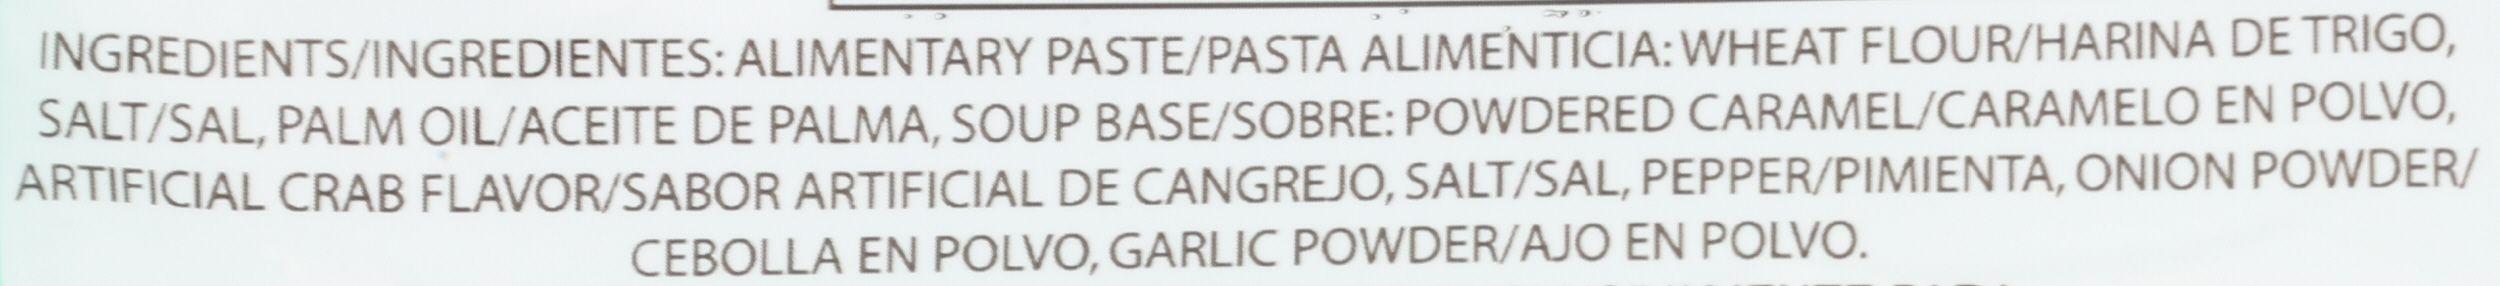 INGREDIENTS/INGREDIENTES: ALIMENTARY PASTE/PASTA ALIMENTICIA: WHEAT FLOUR/HARINA DE TRIGO,
SALT/SAL, PALM OIL/ACEITE DE PALMA, SOUP BASE/SOBRE: POWDERED CARAMEL/CARAMELO EN POLVO,
ARTIFICIAL CRAB FLAVOR/SABOR ARTIFICIAL DE CANGREJO, SALT/SAL, PEPPER/PIMIENTA, ONION POWDER/
CEBOLLA EN POLVO, GARLIC POWDER/AJO EN POLVO.